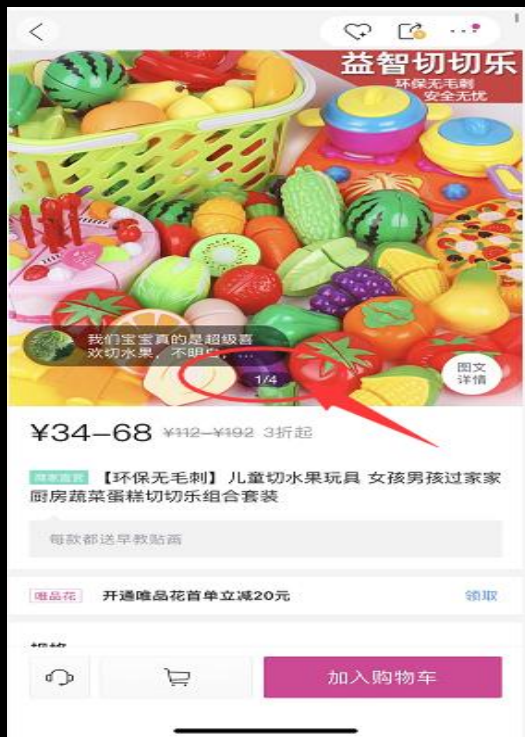 益智切切乐
环保无毛刺
安全无忧
我们宝宝真的是超级喜
欢切水果，不明白，...
1/4
图文
详情
¥34-68 ¥112-¥192 3折起
商家直营 【环保无毛刺】儿童切水果玩具 女孩男孩过家家
厨房蔬菜蛋糕切切乐组合套装
每款都送早教贴画
唯品花 开通唯品花首单立减20元 领取
加入购物车